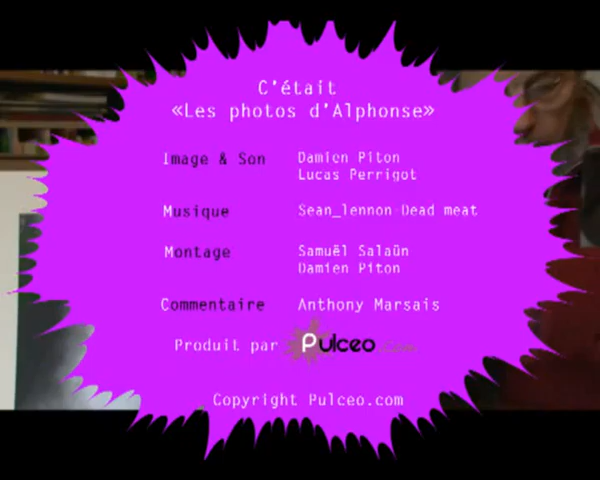 C'était
«Les photos d'Alphonse»
Image & Son Damien Piton
Lucas Perrigot
Musique Sean_lennon Dead meat
Montage Samuël Salaün
Damien Piton
Commentaire Anthony Marsais
Produit par Pulceo.com
Copyright Pulceo.com